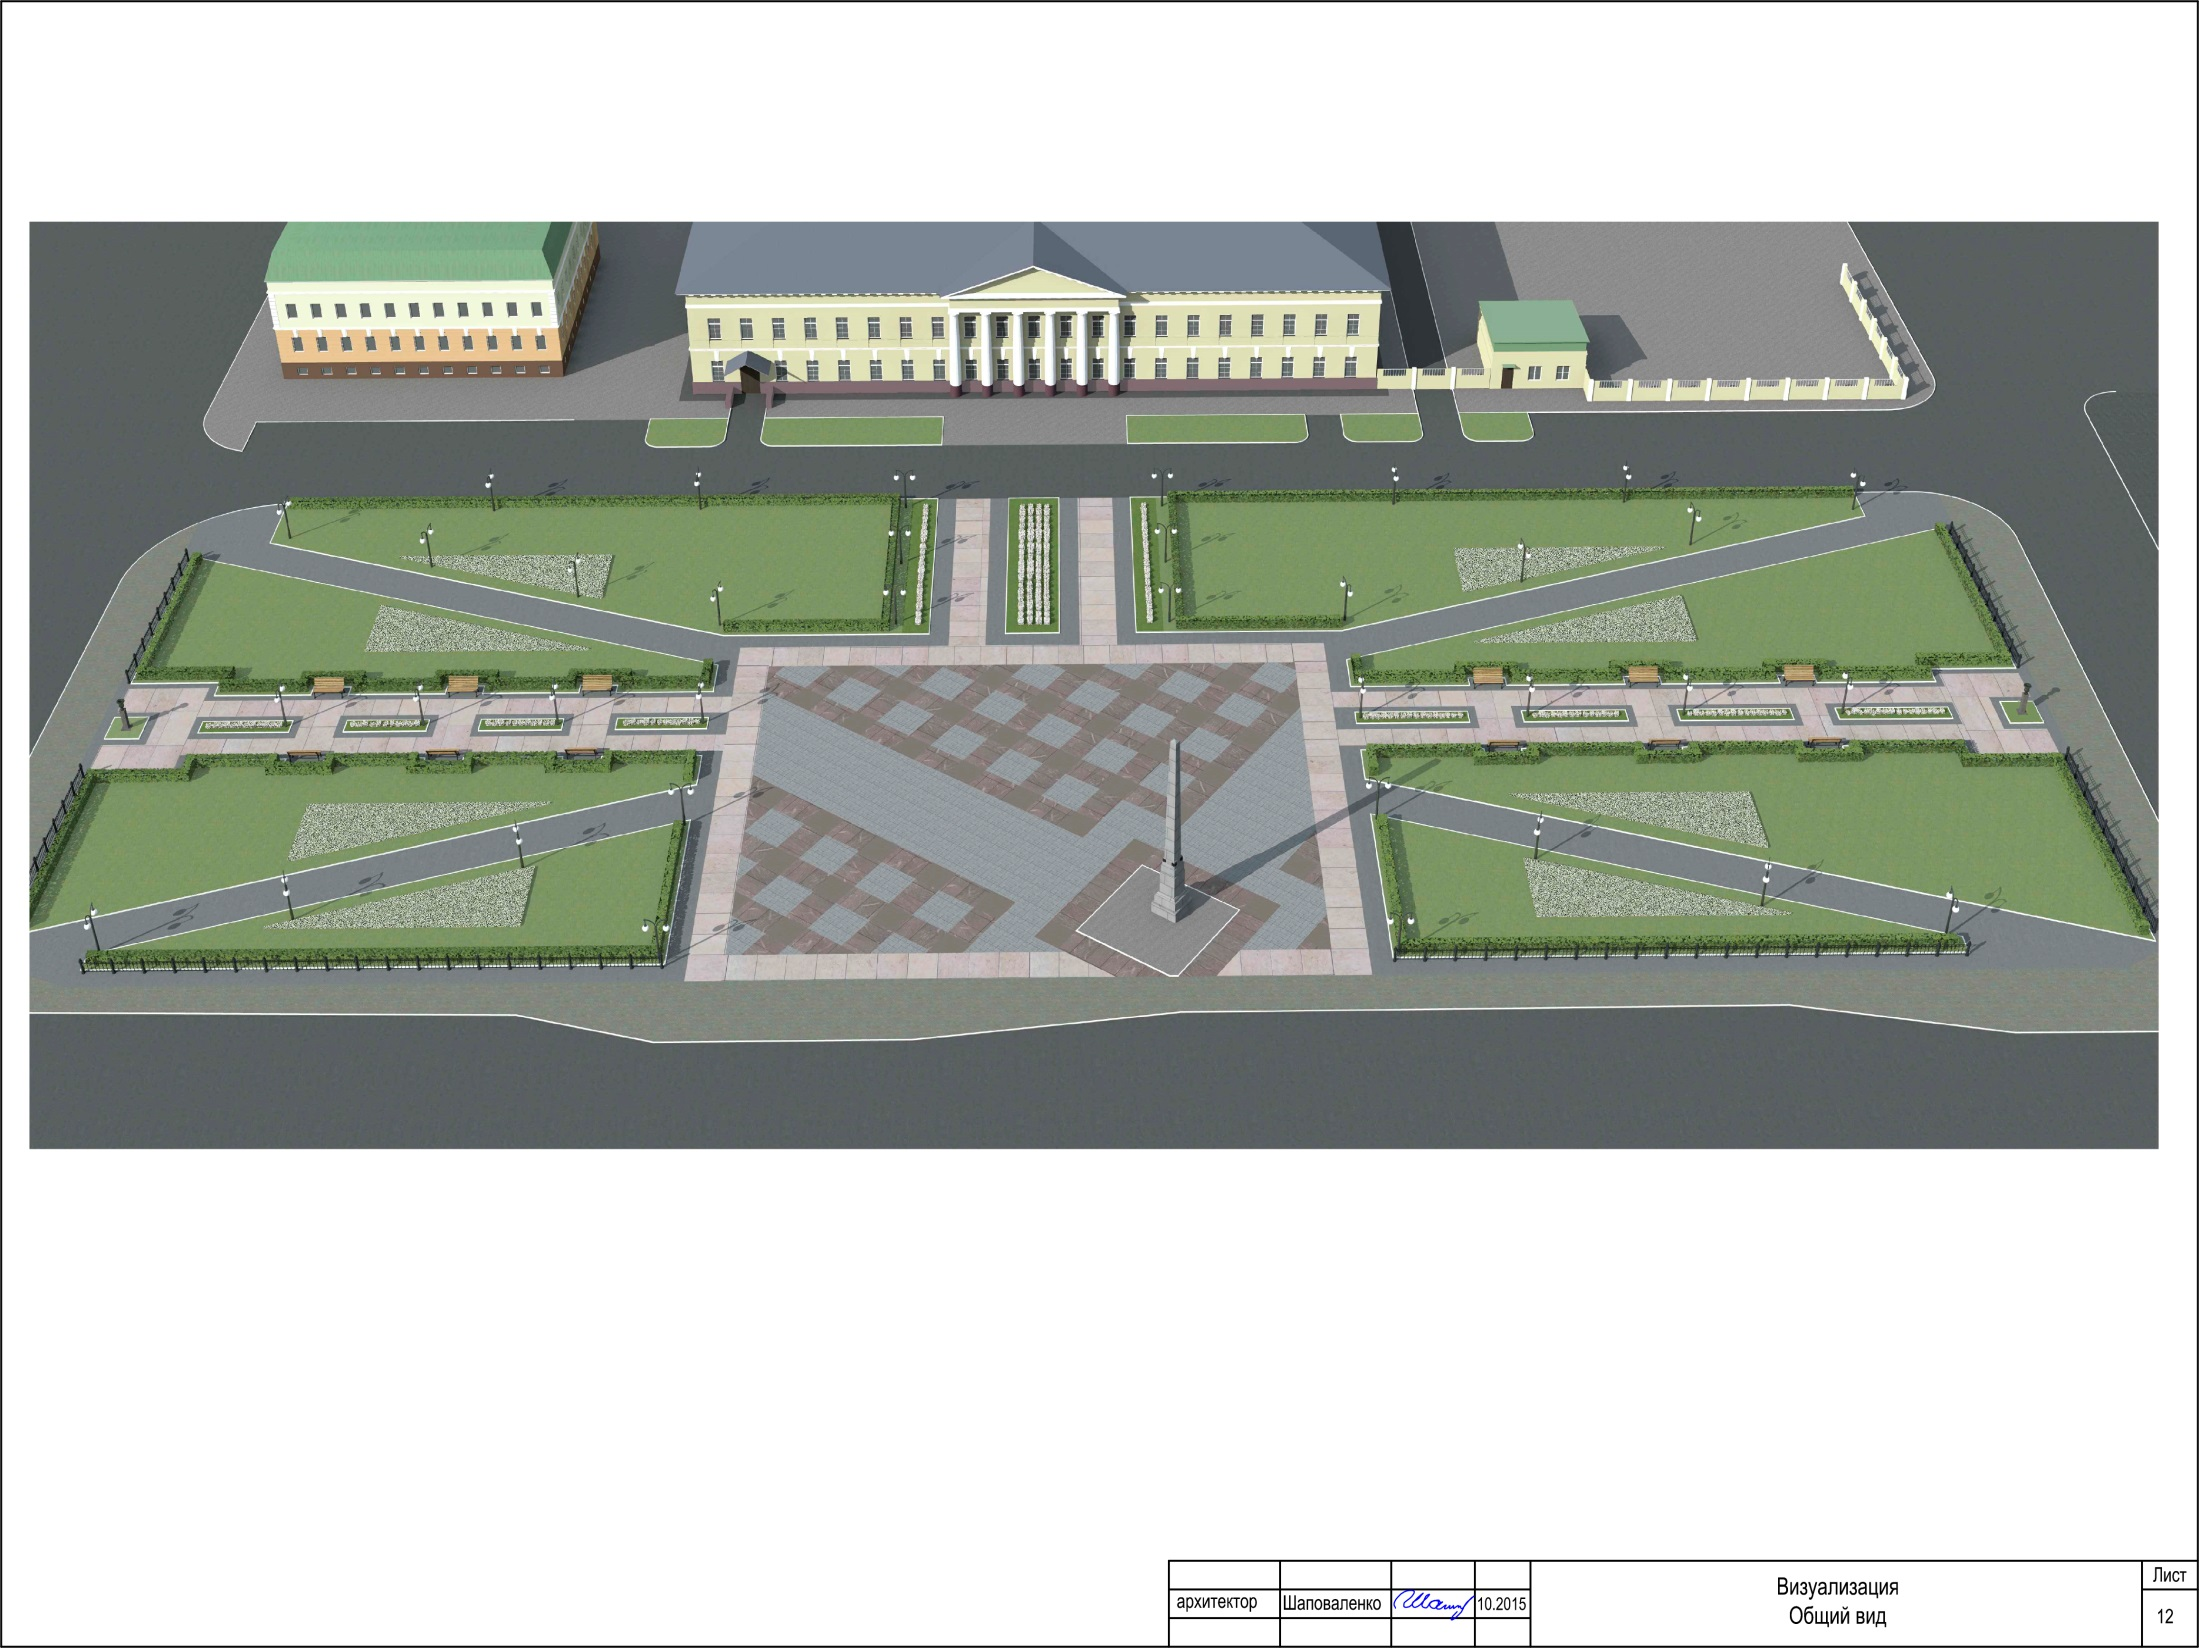 архитектор
Шаповаленко
10.2015
Визуализация
Общий вид
Лист
12